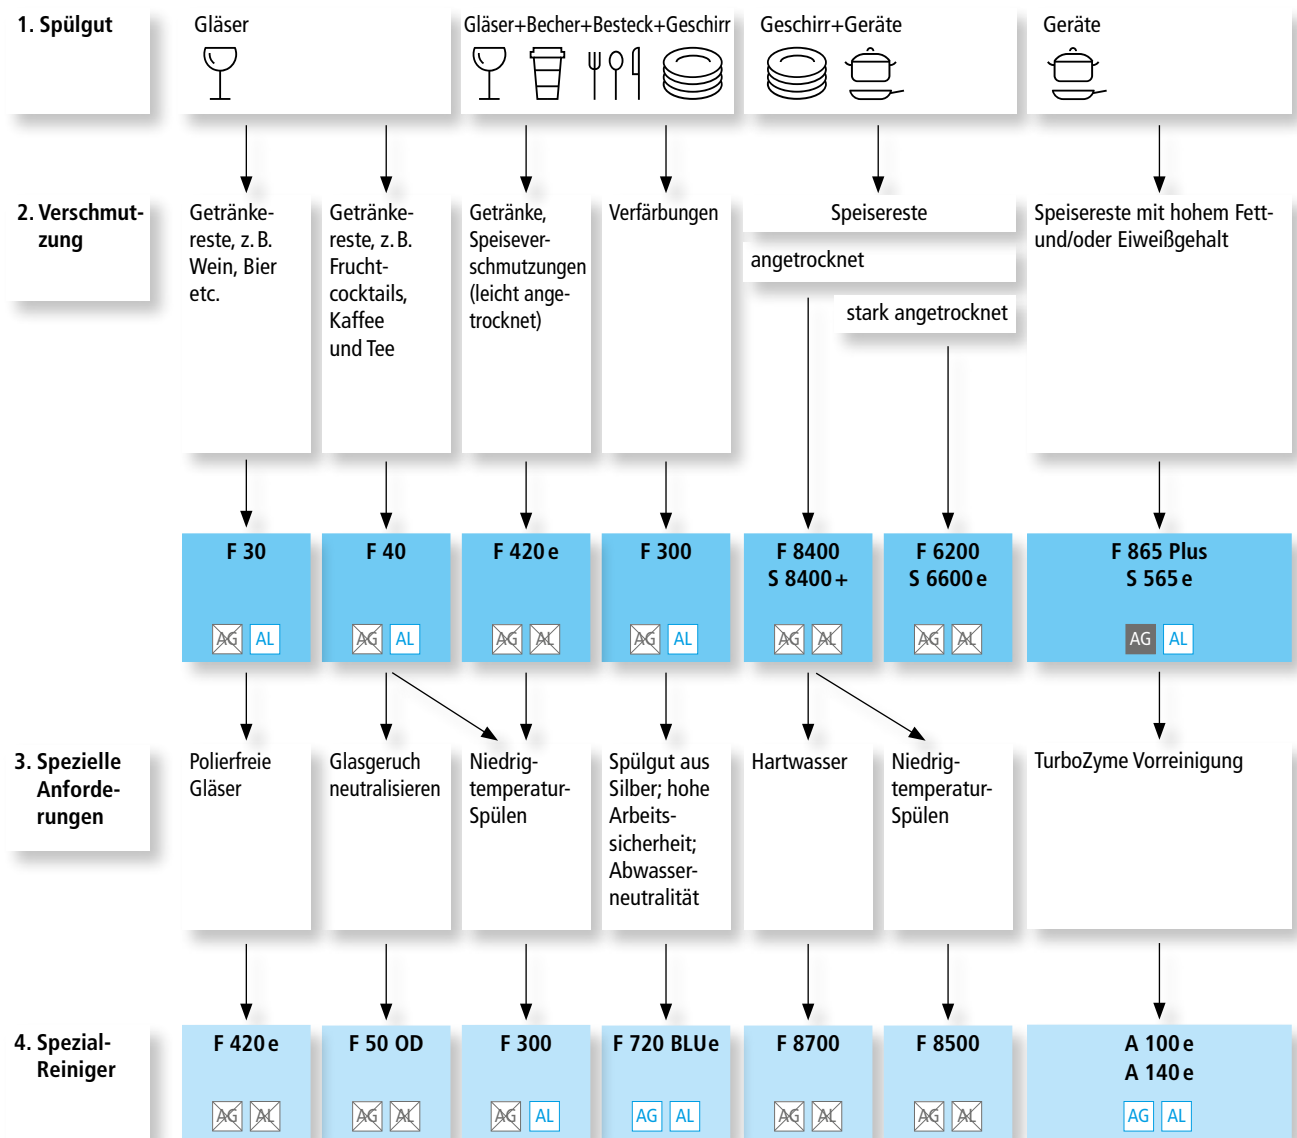 1. Spülgut
Gläser
Gläser+Becher+Besteck+Geschirr
Geschirr+Geräte
Geräte
2. Verschmut-
zung
Getränke-
reste, z. B.
Wein, Bier
etc.
Getränke-
reste, z. B.
Frucht-
cocktails,
Kaffee
und Tee
Getränke,
Speisever-
schmutzungen
(leicht ange-
trocknet)
Verfärbungen
Speisereste
angetrocknet
stark angetrocknet
Speisereste mit hohem Fett-
und/oder Eiweißgehalt
F 30
AG AL
F 40
AG AL
F 420 e
AG AL
F 300
AG AL
F 8400
S 8400+
AG AL
F 6200
S 6600 e
AG AL
F 865 Plus
S 565 e
AG AL
3. Spezielle
Anforde-
rungen
Polierfreie
Gläser
Glasgeruch
neutralisieren
Niedrig-
temperatur-
Spülen
Spülgut aus
Silber; hohe
Arbeits-
sicherheit;
Abwasser-
neutralität
Hartwasser
Niedrig-
temperatur-
Spülen
TurboZyme Vorreinigung
4. Spezial-
Reiniger
F 420 e
AG AL
F 50 OD
AG AL
F 300
AG AL
F 720 BLUe
AG AL
F 8700
AG AL
F 8500
AG AL
A 100 e
A 140 e
AG AL